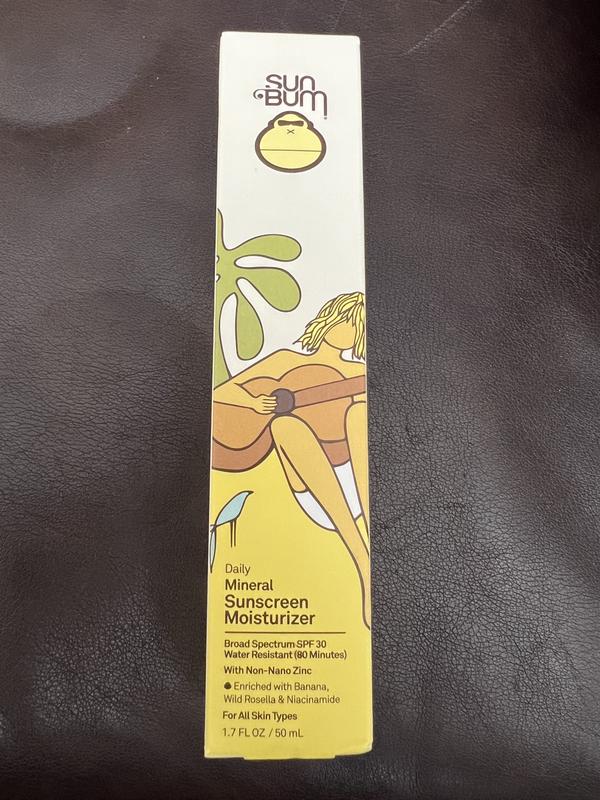 SUN
BUM
Daily
Mineral
Sunscreen
Moisturizer
Broad Spectrum SPF 30
Water Resistant (80 Minutes)
With Non-Nano Zinc
Enriched with Banana,
Wild Rosella & Niacinamide
For All Skin Types
1.7 FL OZ / 50 mL